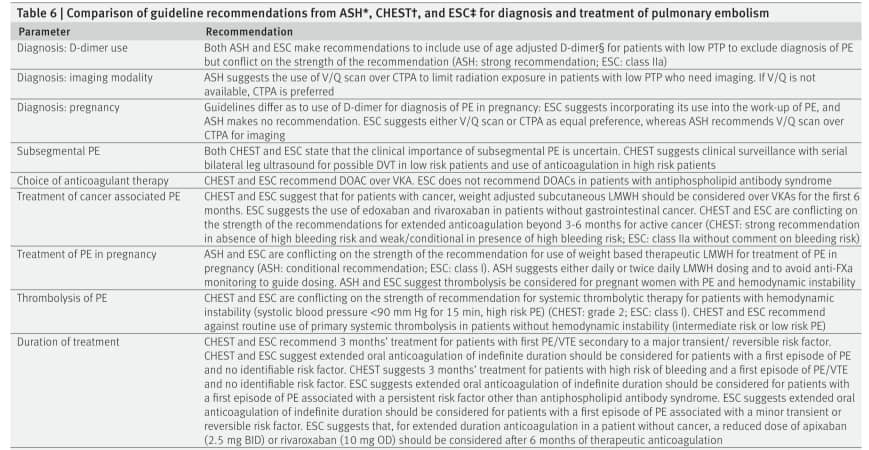 Table 6 | Comparison of guideline recommendations from ASH*, CHEST†, and ESC‡ for diagnosis and treatment of pulmonary embolism
Parameter Recommendation
Diagnosis: D-dimer use Both ASH and ESC make recommendations to include use of age adjusted D-dimer§ for patients with low PTP to exclude diagnosis of PE
but conflict on the strength of the recommendation (ASH: strong recommendation; ESC: class IIa)
Diagnosis: imaging modality ASH suggests the use of V/Q scan over CTPA to limit radiation exposure in patients with low PTP who need imaging. If V/Q is not
available, CTPA is preferred
Diagnosis: pregnancy Guidelines differ as to use of D-dimer for diagnosis of PE in pregnancy: ESC suggests incorporating its use into the work-up of PE, and
ASH makes no recommendation. ESC suggests either V/Q scan or CTPA as equal preference, whereas ASH recommends V/Q scan over
CTPA for imaging
Subsegmental PE Both CHEST and ESC state that the clinical importance of subsegmental PE is uncertain. CHEST suggests clinical surveillance with serial
bilateral leg ultrasound for possible DVT in low risk patients and use of anticoagulation in high risk patients
Choice of anticoagulant therapy CHEST and ESC recommend DOAC over VKA. ESC does not recommend DOACs in patients with antiphospholipid antibody syndrome
Treatment of cancer associated PE CHEST and ESC suggest that for patients with cancer, weight adjusted subcutaneous LMWH should be considered over VKAs for the first 6
months. ESC suggests the use of edoxaban and rivaroxaban in patients without gastrointestinal cancer. CHEST and ESC are conflicting on
the strength of the recommendations for extended anticoagulation beyond 3-6 months for active cancer (CHEST: strong recommendation
in absence of high bleeding risk and weak/conditional in presence of high bleeding risk; ESC: class IIa without comment on bleeding risk)
Treatment of PE in pregnancy ASH and ESC are conflicting on the strength of the recommendation for use of weight based therapeutic LMWH for treatment of PE in
pregnancy (ASH: conditional recommendation; ESC: class I). ASH suggests either daily or twice daily LMWH dosing and to avoid anti-FXa
monitoring to guide dosing. ASH and ESC suggest thrombolysis be considered for pregnant women with PE and hemodynamic instability
Thrombolysis of PE CHEST and ESC are conflicting on the strength of recommendation for systemic thrombolytic therapy for patients with hemodynamic
instability (systolic blood pressure <90 mm Hg for 15 min, high risk PE) (CHEST: grade 2; ESC: class I). CHEST and ESC recommend
against routine use of primary systemic thrombolysis in patients without hemodynamic instability (intermediate risk or low risk PE)
Duration of treatment CHEST and ESC recommend 3 months' treatment for patients with first PE/VTE secondary to a major transient/ reversible risk factor.
CHEST and ESC suggest extended oral anticoagulation of indefinite duration should be considered for patients with a first episode of PE
and no identifiable risk factor. CHEST suggests 3 months' treatment for patients with high risk of bleeding and a first episode of PE/VTE
and no identifiable risk factor. ESC suggests extended oral anticoagulation of indefinite duration should be considered for patients with
a first episode of PE associated with a persistent risk factor other than antiphospholipid antibody syndrome. ESC suggests extended oral
anticoagulation of indefinite duration should be considered for patients with a first episode of PE associated with a minor transient or
reversible risk factor. ESC suggests that, for extended duration anticoagulation in a patient without cancer, a reduced dose of apixaban
(2.5 mg BID) or rivaroxaban (10 mg OD) should be considered after 6 months of therapeutic anticoagulation